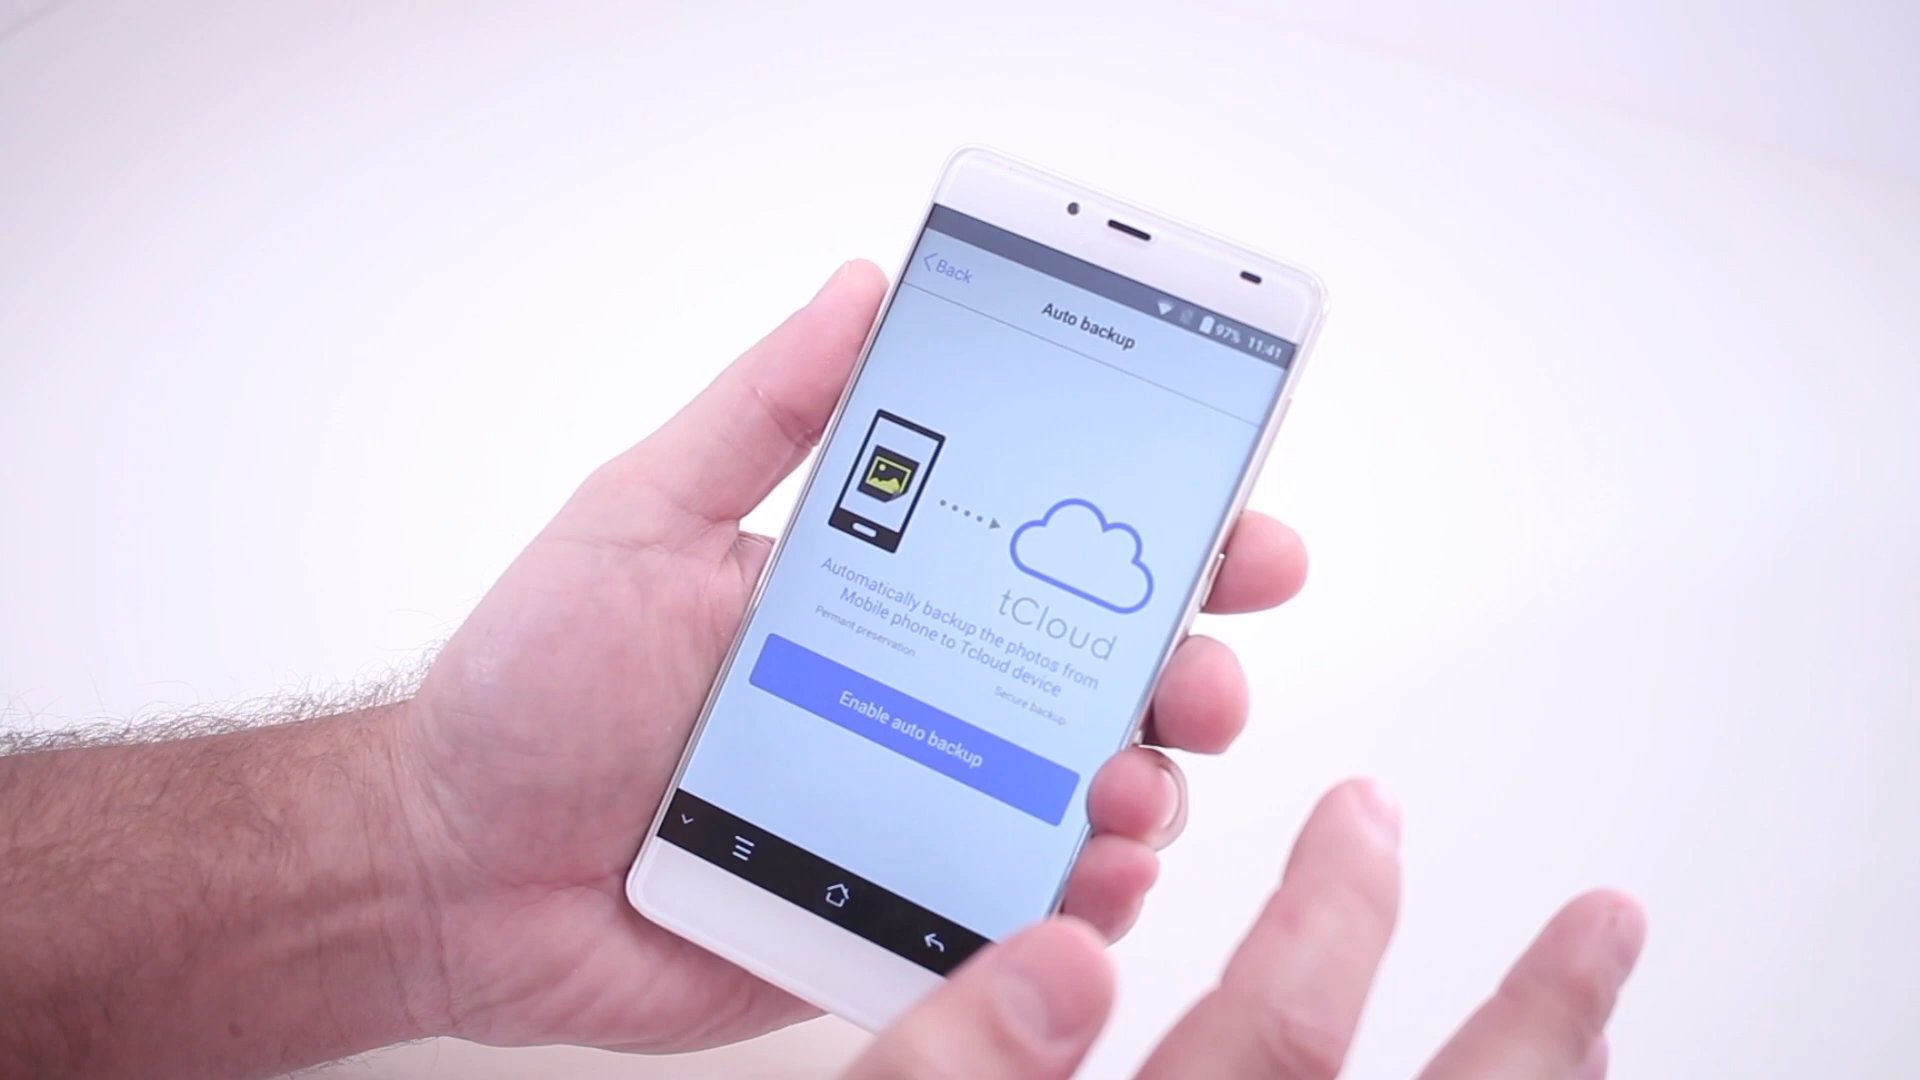 97% 11:41
Back
Auto backup
tCloud
Automatically backup the photos from
Mobile phone to Tcloud device
Permant preservation
Secure backup
Enable auto backup